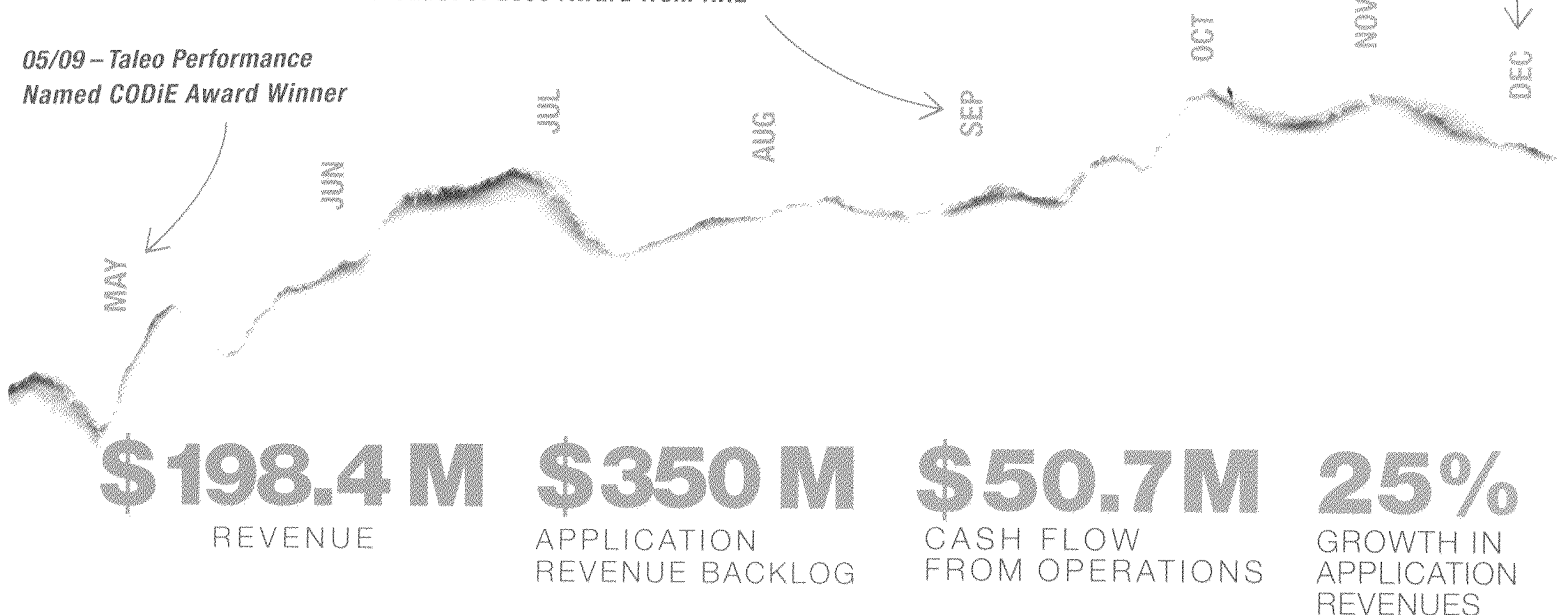 05/09 – Taleo Performance
Named CODiE Award Winner
MAY
JUN
JUL
AUG
SEP
OCT
NOV
DEC
$198.4 M
REVENUE
$350 M
APPLICATION
REVENUE BACKLOG
$50.7M
CASH FLOW
FROM OPERATIONS
25%
GROWTH IN
APPLICATION
REVENUES